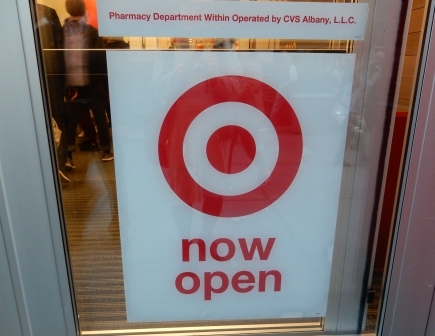 Pharmacy Department Within Operated by CVS Albany, L.L.C.
now
open